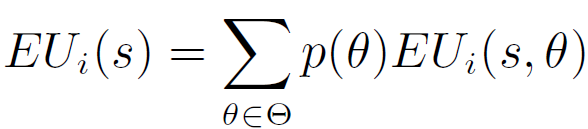 $EU_i(s) = \sum_{\theta \in \Theta} p(\theta) EU_i(s, \theta)$